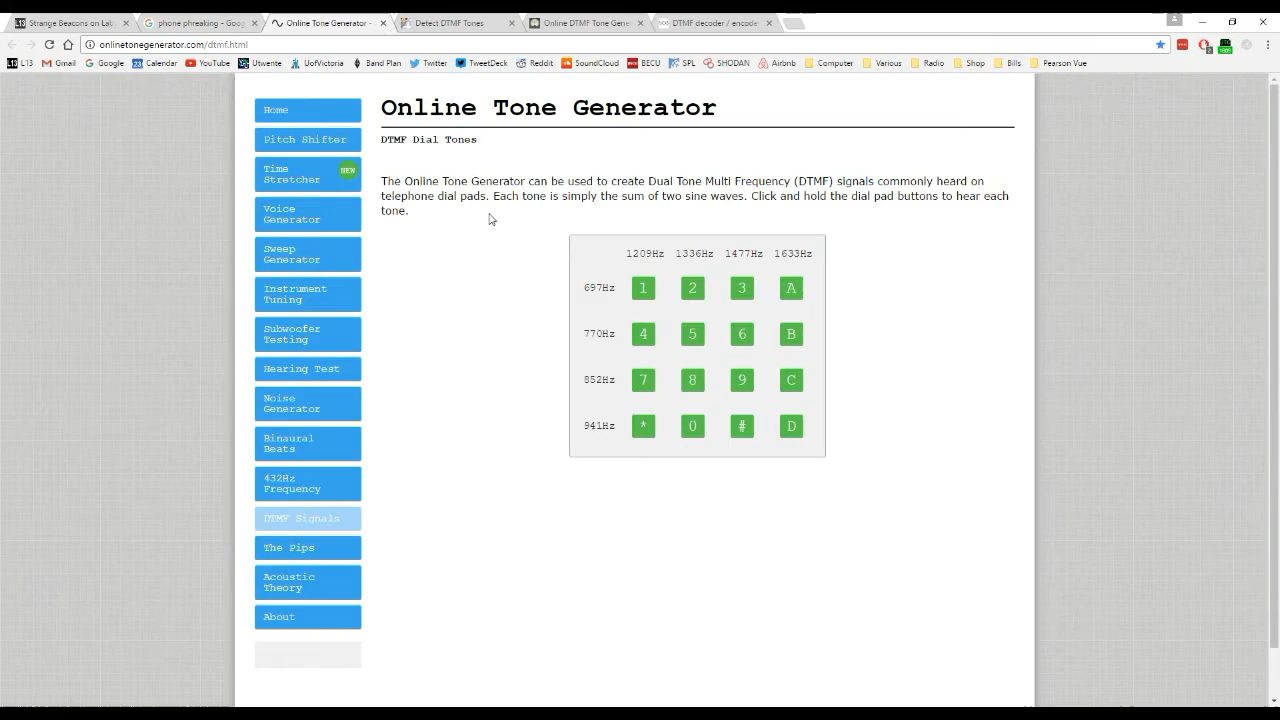 Strange Beacons on Lab
phone phreaking - Goog
Online Tone Generator -
Detect DTMF Tones
Online DTMF Tone Gene
DTMF decoder / encode
onlinetonegenerator.com/dtmf.html
L13 Gmail Google Calendar YouTube Utwente UofVictoria Band Plan Twitter TweetDeck Reddit SoundCloud BECU SPL SHODAN Airbnb Computer Various Radio Shop Bills Pearson Vue
Home
Pitch Shifter
Time
Stretcher
NEW
Voice
Generator
Sweep
Generator
Instrument
Tuning
Subwoofer
Testing
Hearing Test
Noise
Generator
Binaural
Beats
432Hz
Frequency
DTMF Signals
The Pips
Acoustic
Theory
About
Online Tone Generator
DTMF Dial Tones
The Online Tone Generator can be used to create Dual Tone Multi Frequency (DTMF) signals commonly heard on
telephone dial pads. Each tone is simply the sum of two sine waves. Click and hold the dial pad buttons to hear each
tone.
1209Hz 1336Hz 1477Hz 1633Hz
697Hz 1 2 3 A
770Hz 4 5 6 B
852Hz 7 8 9 C
941Hz * 0 # D